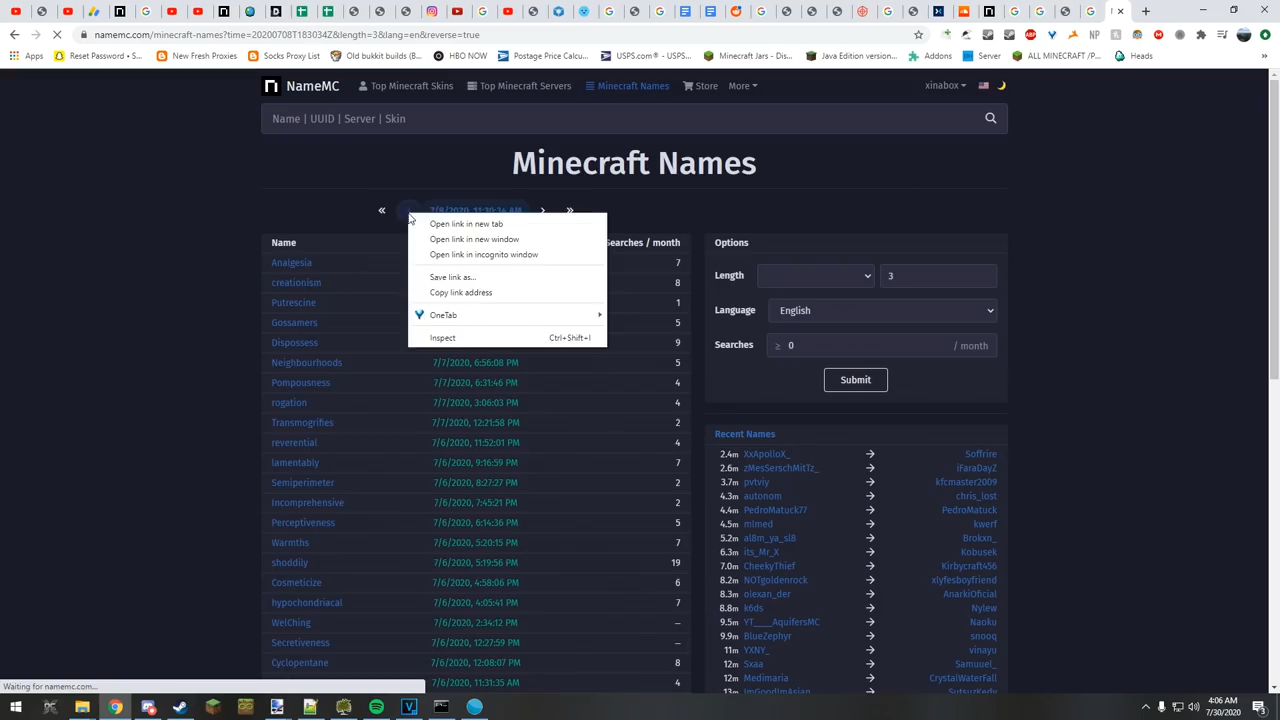 namemc.com/minecraft-names?time=20200708T183034Z&length=3&lang=en&reverse=true
Apps
Reset Password • S...
New Fresh Proxies
Socks Proxy List
HBO NOW
Postage Price Calcu...
USPS.com® - USPS...
Minecraft Jars - Dis...
Java Edition version...
Addons
Server
ALL MINECRAFT /P...
Heads
NameMC
Top Minecraft Skins
Top Minecraft Servers
Minecraft Names
Store
More
xinabox
Name | UUID | Server | Skin
Minecraft Names
7/8/2020, 11:30:34 AM
Open link in new tab
Open link in new window
Open link in incognito window
Save link as...
Copy link address
OneTab
Inspect Ctrl+Shift+I
Name Searches / month
Analgesia 7
creationism 8
Putrescine 1
Gossamers 5
Dispossess 9
Neighbourhoods 7/7/2020, 6:56:08 PM 5
Pompousness 7/7/2020, 6:31:46 PM 4
rogation 7/7/2020, 3:06:03 PM 4
Transmogrifies 7/7/2020, 12:21:58 PM 2
reverential 7/6/2020, 11:52:01 PM 4
lamentably 7/6/2020, 9:16:59 PM 7
Semiperimeter 7/6/2020, 8:27:27 PM 2
Incomprehensive 7/6/2020, 7:45:21 PM 2
Perceptiveness 7/6/2020, 6:14:36 PM 5
Warmths 7/6/2020, 5:20:15 PM 7
shoddily 7/6/2020, 5:19:56 PM 19
Cosmeticize 7/6/2020, 4:58:06 PM 6
hypochondriacal 7/6/2020, 4:05:41 PM 7
WelChing 7/6/2020, 2:34:12 PM –
Secretiveness 7/6/2020, 12:27:59 PM –
Cyclopentane 7/6/2020, 12:08:07 PM 8
7/6/2020, 11:31:35 AM 4
Options
Length 3
Language English
Searches ≥ 0 / month
Submit
Recent Names
2.4m XxApolloX_ → Soffrire
2.6m zMesSerschMitTz_ → iFaraDayZ
3.7m pvtviy → kfcmaster2009
4.3m autonom → chris_lost
4.4m PedroMatuck77 → PedroMatuck
4.5m mlmed → kwerf
5.2m al8m_ya_sl8 → Brokxn_
6.3m its_Mr_X → Kobusek
7.0m CheekyThief → Kirbycraft456
8.2m NOTgoldenrock → xlyfesboyfriend
8.3m olexan_der → AnarkiOficial
8.8m k6ds → Nylew
9.5m YT____AquifersMC → Naoku
9.9m BlueZephyr → snooq
11m YXNY_ → vinayu
12m Sxaa → Samuuel_
12m Medimaria → CrystalWaterFall
13m ImGood!mAsian → SutsuzKedy
Waiting for namemc.com...
4:06 AM
7/30/2020